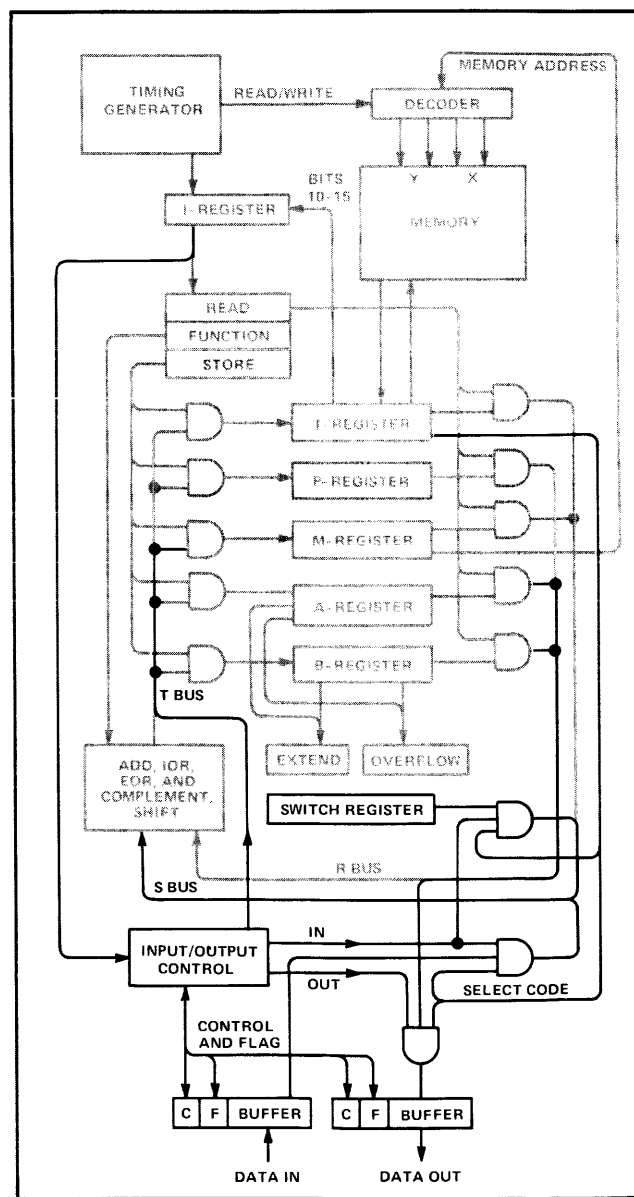 MEMORY ADDRESS
TIMING
GENERATOR
READ/WRITE
DECODER
Y X
BITS
10-15
I-REGISTER
MEMORY
READ
FUNCTION
STORE
T-REGISTER
P-REGISTER
M-REGISTER
A-REGISTER
B-REGISTER
T BUS
ADD, IOR,
EOR, AND
COMPLEMENT,
SHIFT
EXTEND
OVERFLOW
SWITCH REGISTER
R BUS
S BUS
IN
INPUT/OUTPUT
CONTROL
OUT
SELECT CODE
CONTROL
AND FLAG
C F BUFFER
C F BUFFER
DATA IN
DATA OUT